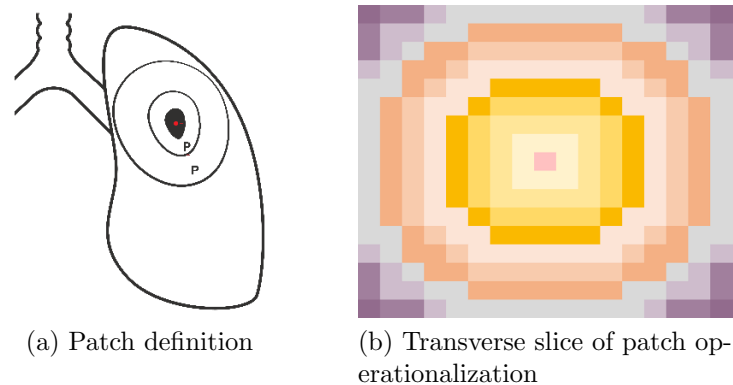 P
P
(a) Patch definition
(b) Transverse slice of patch op-
erationalization